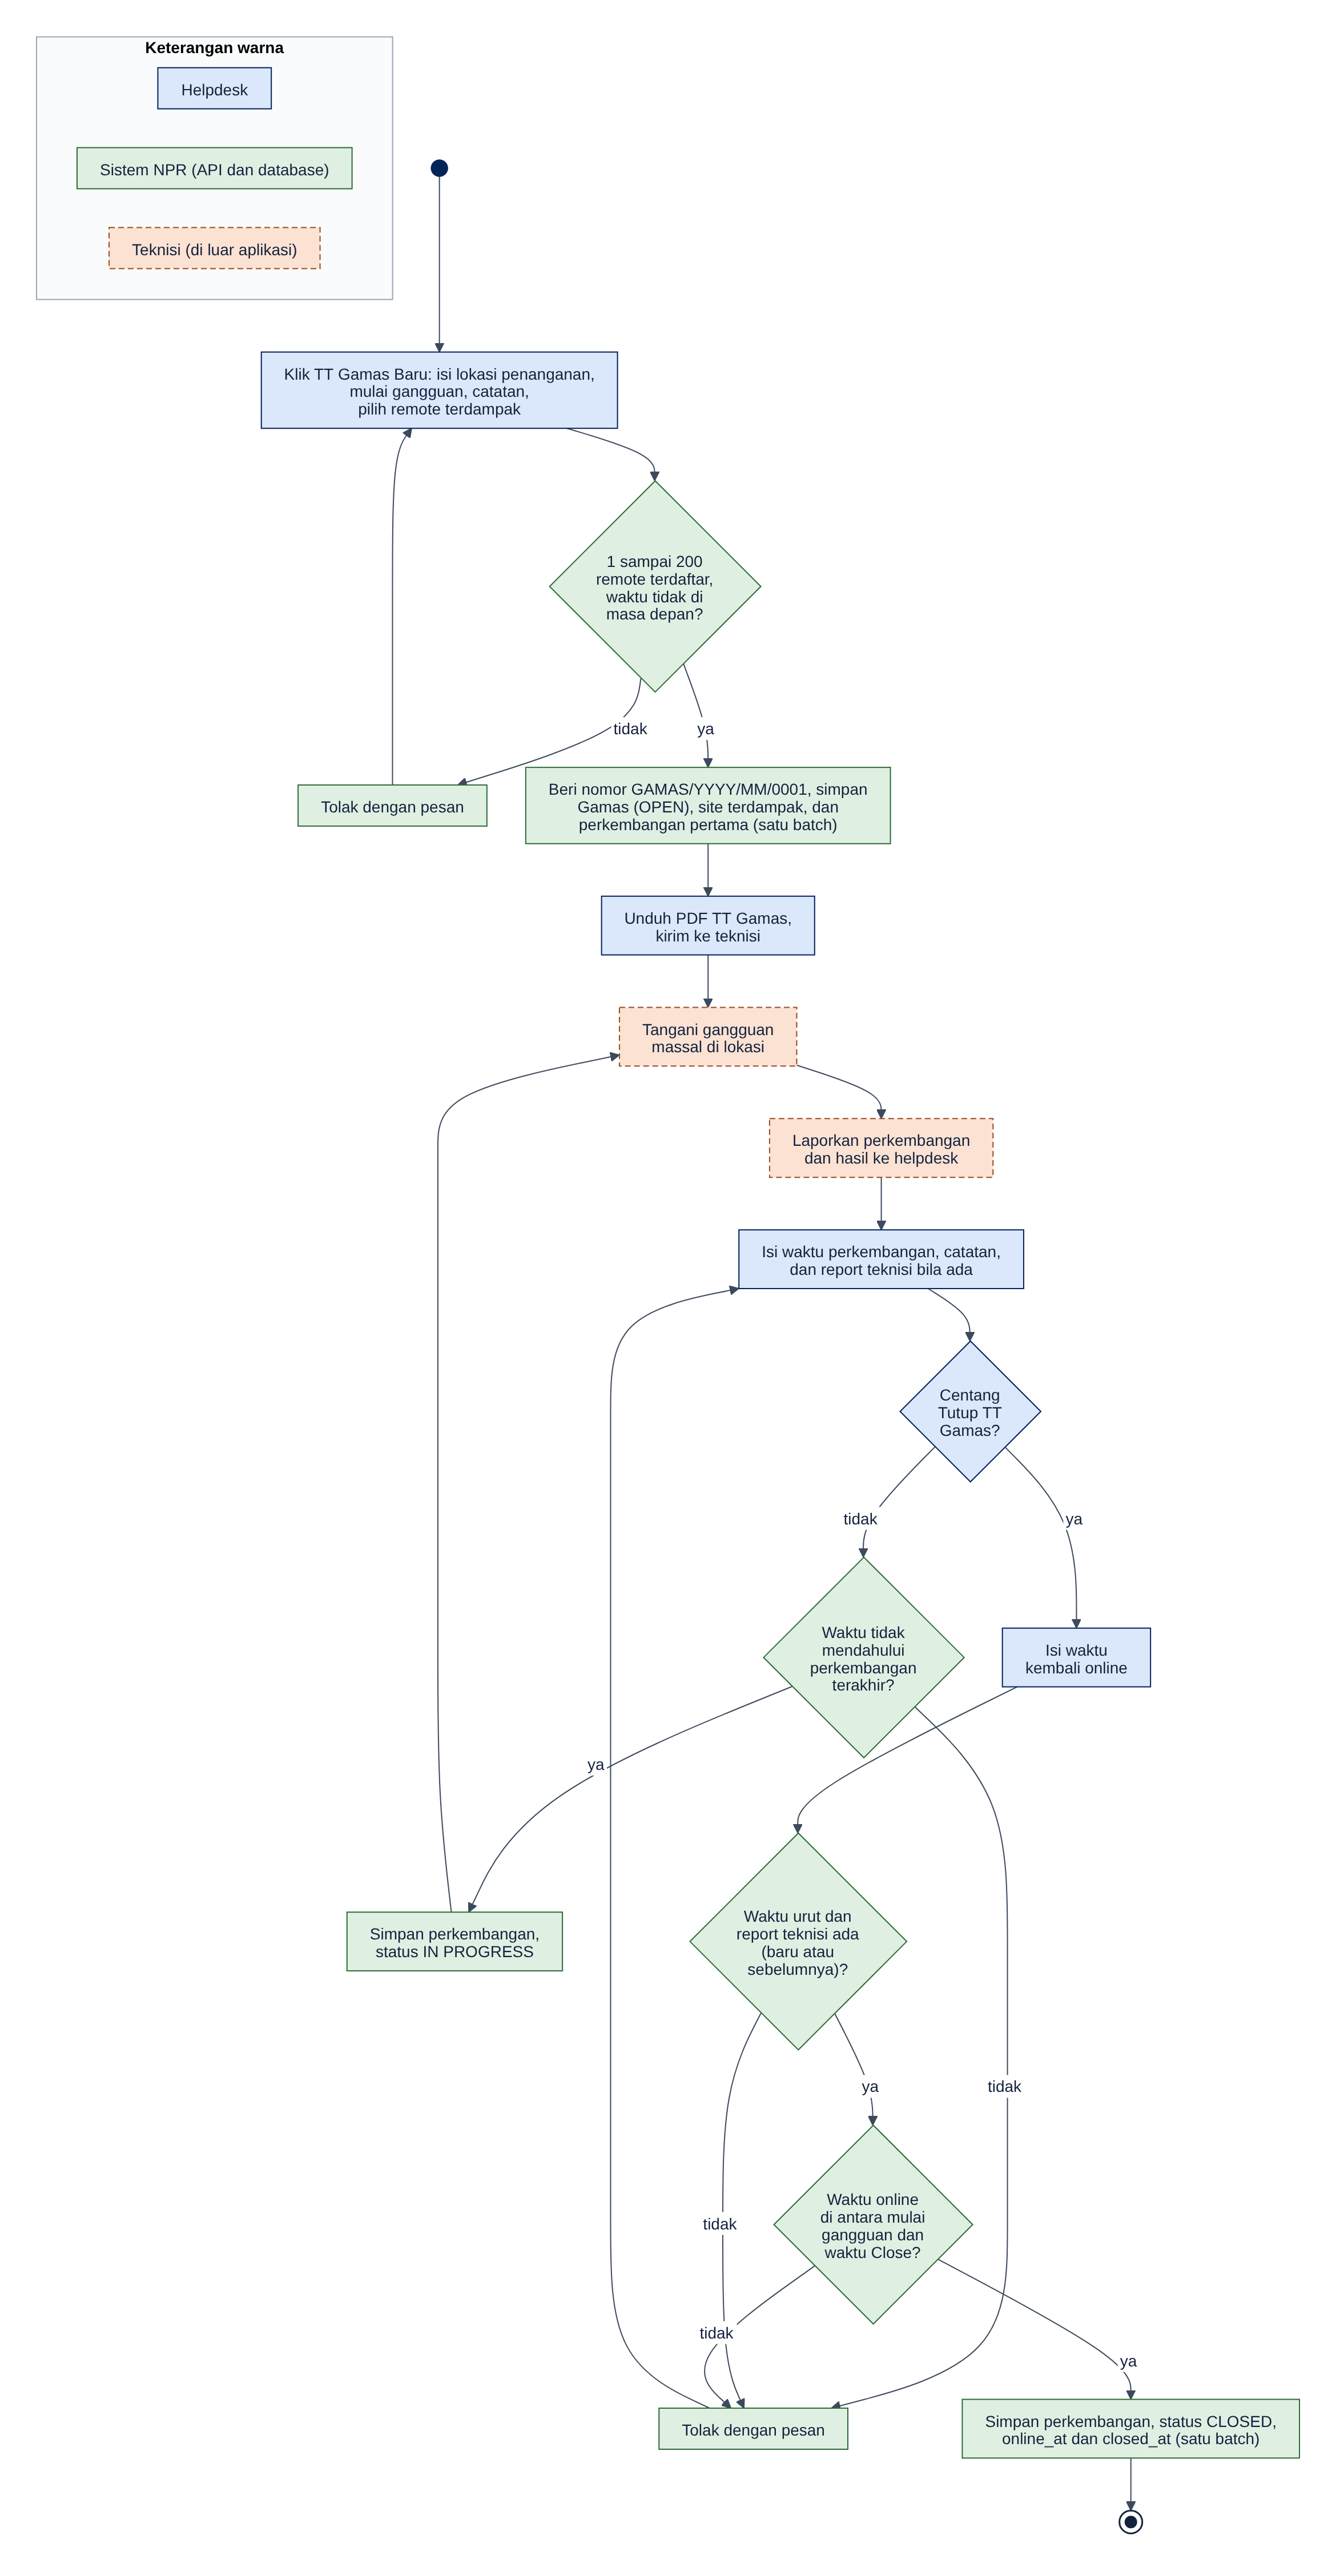 Keterangan warna
Helpdesk
Sistem NPR (API dan database)
Teknisi (di luar aplikasi)
Klik TT Gamas Baru: isi lokasi penanganan,
mulai gangguan, catatan,
pilih remote terdampak
1 sampai 200
remote terdaftar,
waktu tidak di
masa depan?
tidak
ya
Tolak dengan pesan
Beri nomor GAMAS/YYYY/MM/0001, simpan
Gamas (OPEN), site terdampak, dan
perkembangan pertama (satu batch)
Unduh PDF TT Gamas,
kirim ke teknisi
Tangani gangguan
massal di lokasi
Laporkan perkembangan
dan hasil ke helpdesk
Isi waktu perkembangan, catatan,
dan report teknisi bila ada
Centang
Tutup TT
Gamas?
tidak
ya
Waktu tidak
mendahului
perkembangan
terakhir?
Isi waktu
kembali online
ya
Waktu urut dan
report teknisi ada
(baru atau
sebelumnya)?
Simpan perkembangan,
status IN PROGRESS
ya
tidak
tidak
Waktu online
di antara mulai
gangguan dan
waktu Close?
tidak
ya
Tolak dengan pesan
Simpan perkembangan, status CLOSED,
online_at dan closed_at (satu batch)